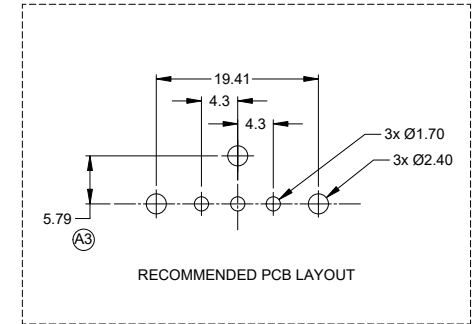 19.41
4.3
4.3
3x Ø1.70
3x Ø2.40
5.79
A3
RECOMMENDED PCB LAYOUT